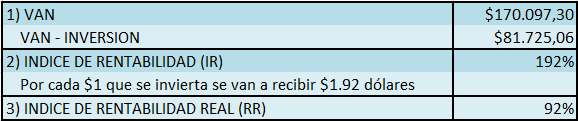 1) VAN $170.097,30
VAN - INVERSION $81.725,06
2) INDICE DE RENTABILIDAD (IR) 192%
Por cada $1 que se invierta se van a recibir $1.92 dólares
3) INDICE DE RENTABILIDAD REAL (RR) 92%